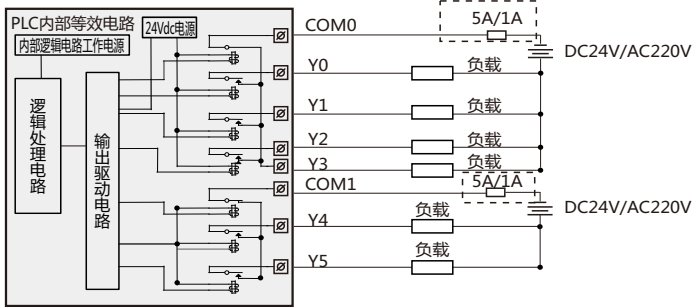 PLC内部等效电路
内部逻辑电路工作电源
24Vdc电源
逻辑处理电路
输出驱动电路
COM0
5A/1A
DC24V/AC220V
Y0
负载
Y1
负载
Y2
负载
Y3
负载
COM1
5A/1A
DC24V/AC220V
Y4
负载
Y5
负载